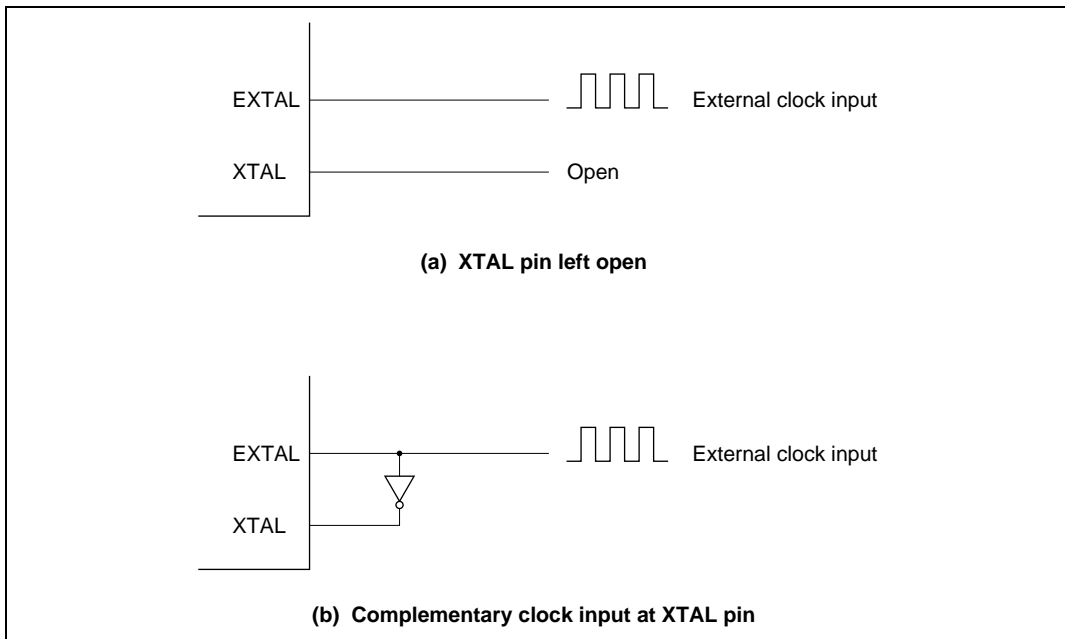 EXTAL
External clock input
XTAL
Open
(a) XTAL pin left open
EXTAL
External clock input
XTAL
(b) Complementary clock input at XTAL pin